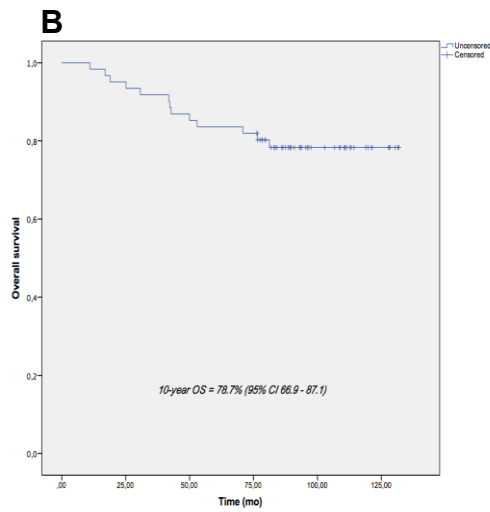 B
Uncensored
Censored
1,0
0,8
0,6
0,4
0,2
0,0
Overall survival
10-year OS = 78.7% (95% CI 66.9 - 87.1)
,00
25,00
50,00
75,00
100,00
125,00
Time (mo)